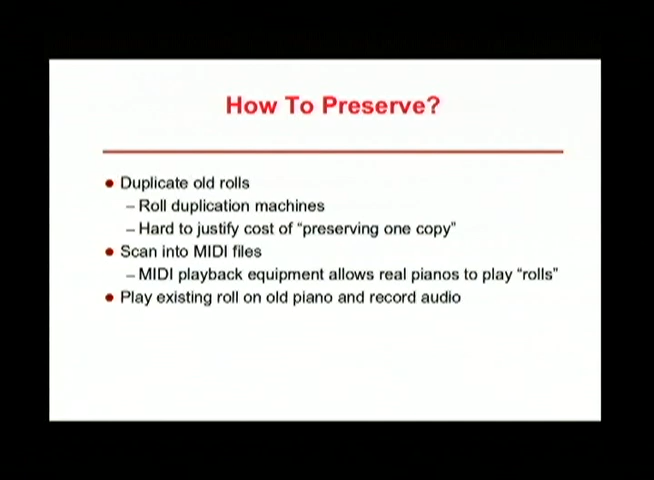 How To Preserve?
• Duplicate old rolls
– Roll duplication machines
– Hard to justify cost of “preserving one copy”
• Scan into MIDI files
– MIDI playback equipment allows real pianos to play “rolls”
• Play existing roll on old piano and record audio